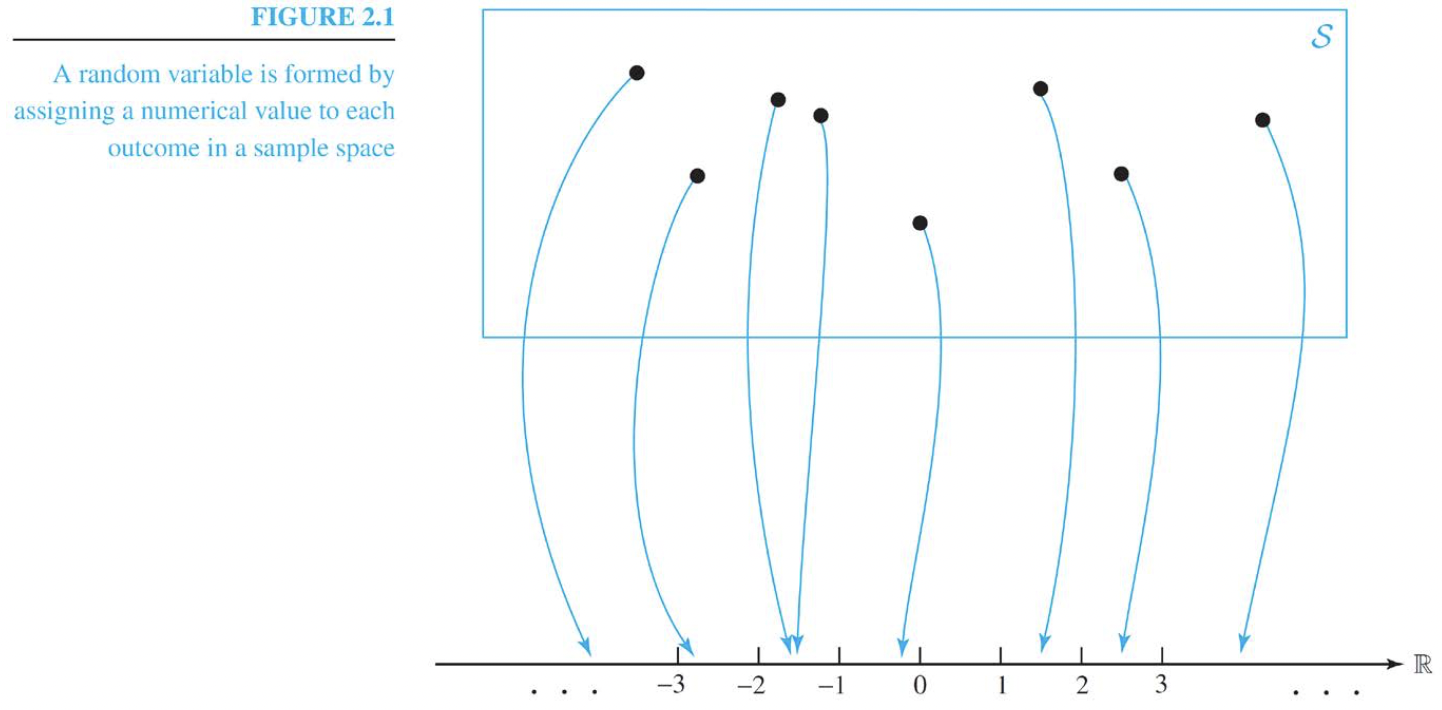 FIGURE 2.1
A random variable is formed by
assigning a numerical value to each
outcome in a sample space
𝒮
ℝ
. . . −3 −2 −1 0 1 2 3 . . .